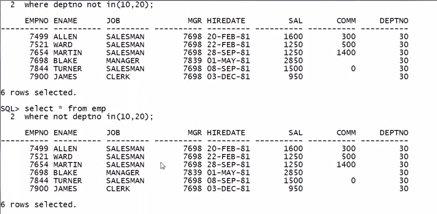 2 where deptno not in(10,20);
EMPNO ENAME JOB MGR HIREDATE SAL COMM DEPTNO
7499 ALLEN SALESMAN 7698 20-FEB-81 1600 300 30
7521 WARD SALESMAN 7698 22-FEB-81 1250 500 30
7654 MARTIN SALESMAN 7698 28-SEP-81 1250 1400 30
7698 BLAKE MANAGER 7839 01-MAY-81 2850 30
7844 TURNER SALESMAN 7698 08-SEP-81 1500 0 30
7900 JAMES CLERK 7698 03-DEC-81 950 30
6 rows selected.
SQL> select * from emp
2 where not deptno in(10,20);
EMPNO ENAME JOB MGR HIREDATE SAL COMM DEPTNO
7499 ALLEN SALESMAN 7698 20-FEB-81 1600 300 30
7521 WARD SALESMAN 7698 22-FEB-81 1250 500 30
7654 MARTIN SALESMAN 7698 28-SEP-81 1250 1400 30
7698 BLAKE MANAGER 7839 01-MAY-81 2850 30
7844 TURNER SALESMAN 7698 08-SEP-81 1500 0 30
7900 JAMES CLERK 7698 03-DEC-81 950 30
6 rows selected.